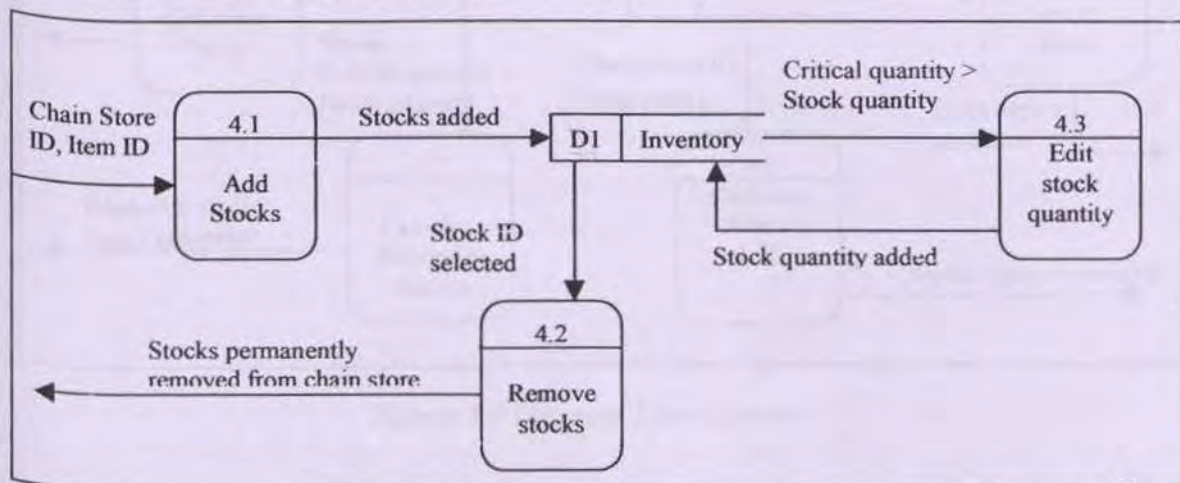 Chain Store
ID, Item ID
4.1
Add
Stocks
Stocks added
D1 Inventory
Critical quantity >
Stock quantity
4.3
Edit
stock
quantity
Stock quantity added
Stock ID
selected
4.2
Remove
stocks
Stocks permanently
removed from chain store